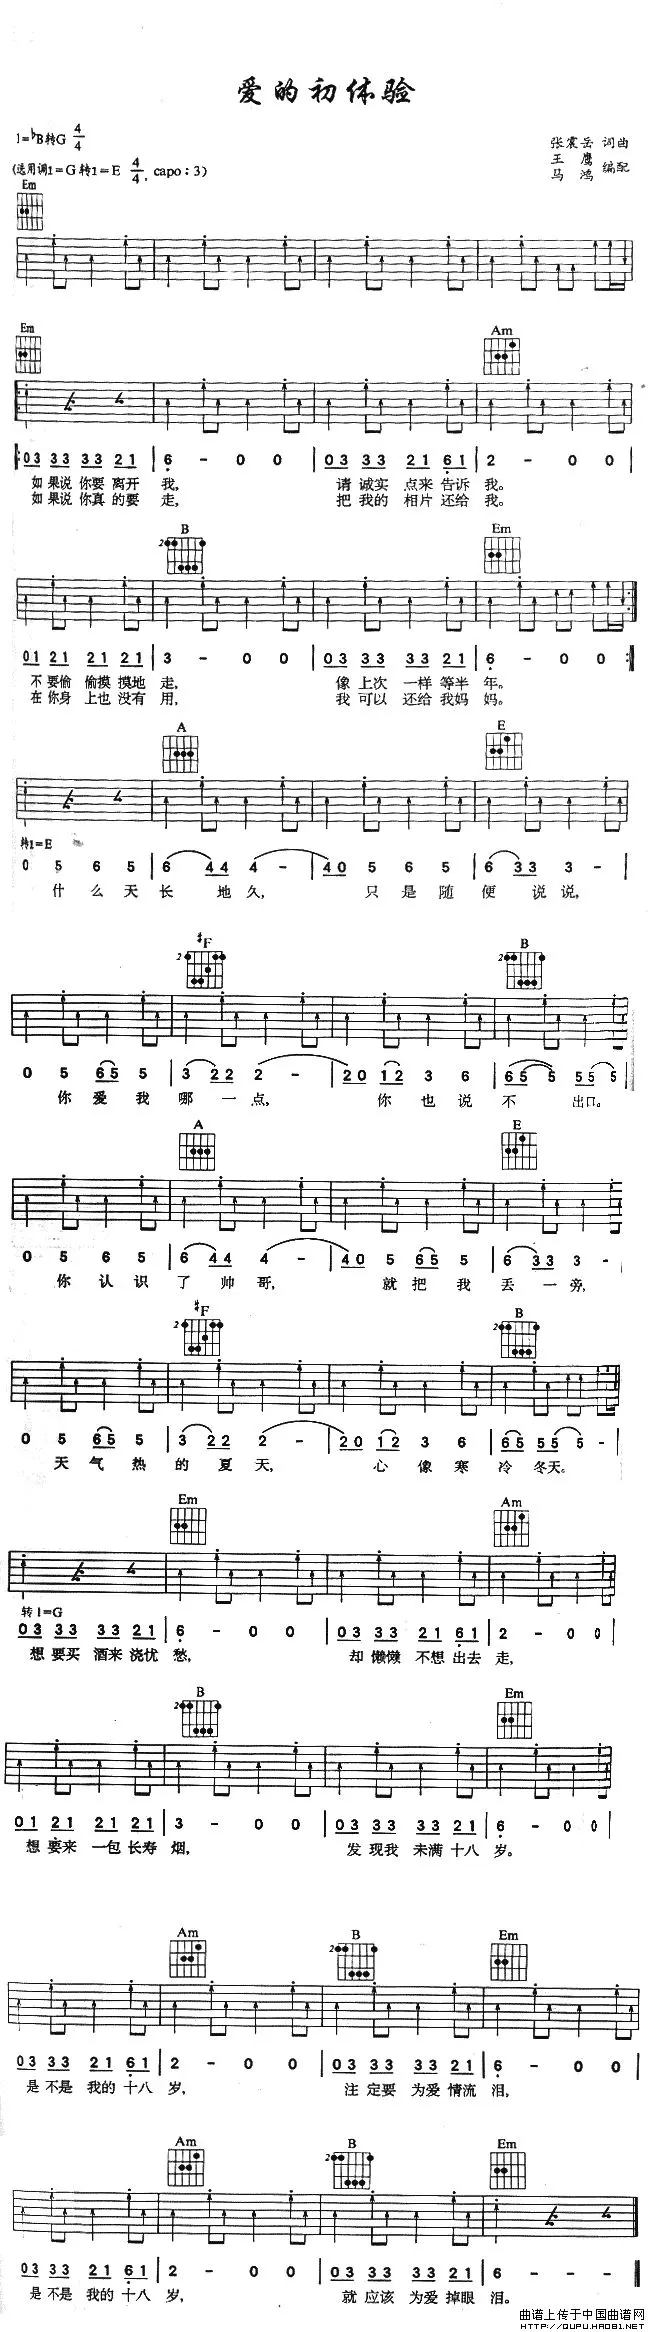 爱的初体验
1=♭B转G 4/4
张震岳 词曲
(选用调1=G转1=E 4/4, capo:3)
王鹰 马鸿 编配
Em
Em Am
03 33 33 21 | 6 - 0 0 | 03 33 21 61 | 2 - 0 0 |
如果说你要离开 我, 请诚实 点来告诉 我。
如果说你真的要 走, 把我的 相片还给 我。
B Em
01 21 21 21 | 3 - 0 0 | 03 33 33 21 | 6 - 0 0 :|
不要偷 偷摸摸地 走, 像上次 一样等半 年。
在你身 上也没有 用, 我可以 还给我妈 妈。
A E
转1=E
0 5 6 5 | 6 44 4 - | 40 5 6 5 | 6 33 3 - |
什么天长 地久, 只是随便 说说,
♯F B
0 5 65 5 | 3 22 2 - | 20 12 3 6 | 65 5 55 5 |
你爱我哪一点, 你也说不 出口。
A E
0 5 6 5 | 6 44 4 - | 40 5 65 5 | 6 33 3 - |
你认识了帅哥, 就把我丢一旁,
♯F B
0 5 65 5 | 3 22 2 - | 20 12 3 6 | 65 55 5 - |
天气热的夏天, 心像寒冷 冬天。
Em Am
转1=G
03 33 33 21 | 6 - 0 0 | 03 33 21 61 | 2 - 0 0 |
想要买 酒来浇忧 愁, 却懒懒 不想出去 走,
B Em
01 21 21 21 | 3 - 0 0 | 03 33 33 21 | 6 - 0 0 |
想要来 一包长寿 烟, 发现我 未满十八 岁。
Am B Em
03 33 21 61 | 2 - 0 0 | 03 33 33 21 | 6 - 0 0 |
是不是 我的十八 岁, 注定要 为爱情流 泪,
Am B Em
03 33 21 61 | 2 - 0 0 | 03 33 33 21 | 6 - - - ‖
是不是 我的十八 岁, 就应该 为爱掉眼 泪。
曲谱上传于中国曲谱网
HTTP://QUPU.HAO81.NET